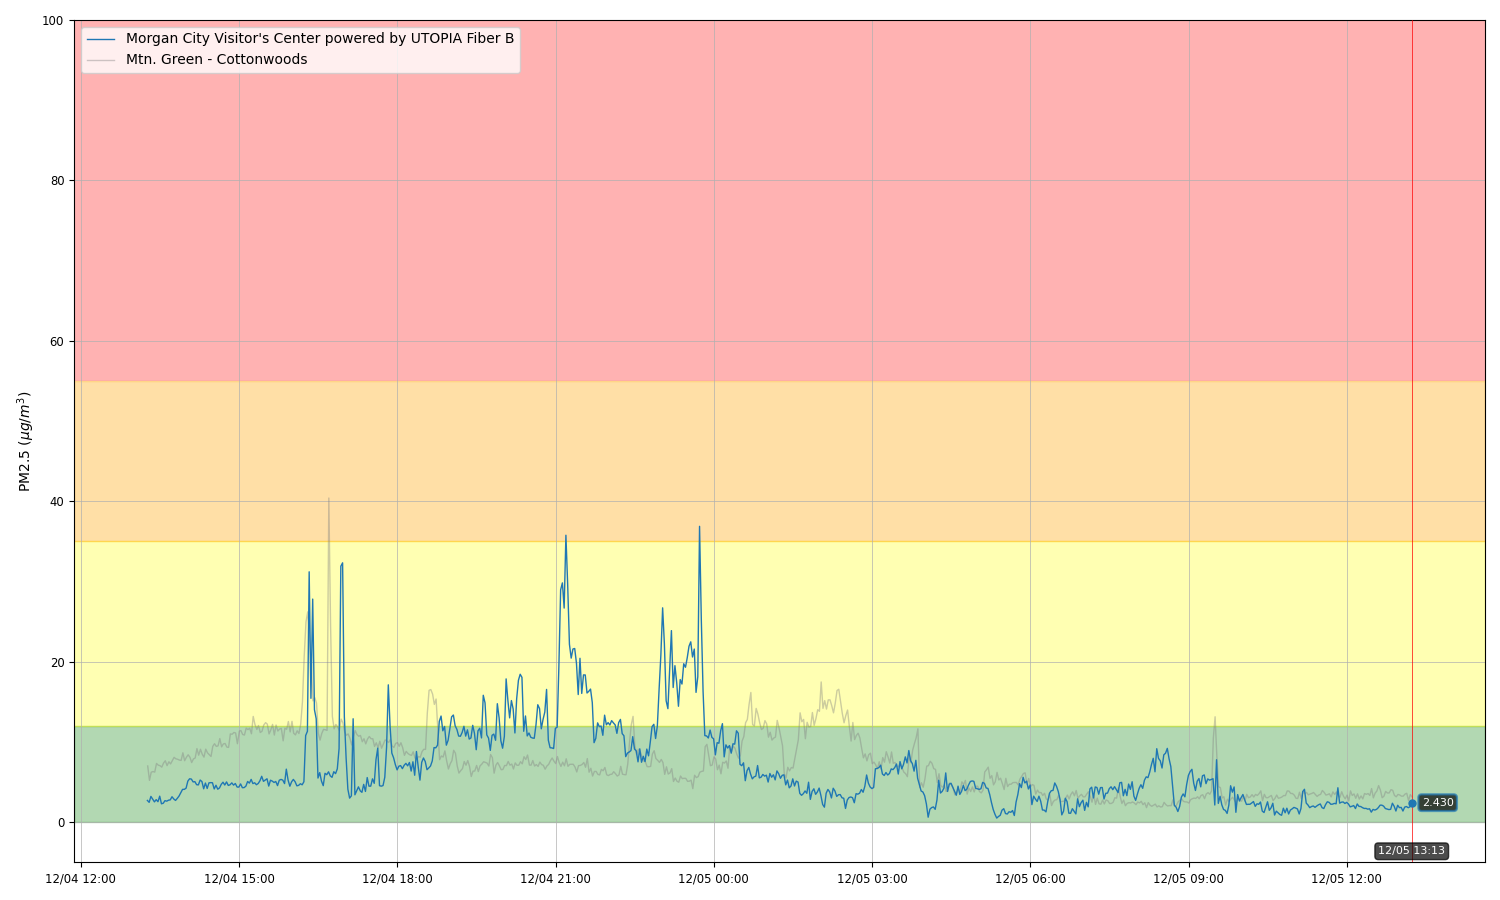 100
80
60
40
20
0
PM2.5 (μg/m³)
Morgan City Visitor's Center powered by UTOPIA Fiber B
Mtn. Green - Cottonwoods
2.430
12/05 13:13
12/04 12:00 12/04 15:00 12/04 18:00 12/04 21:00 12/05 00:00 12/05 03:00 12/05 06:00 12/05 09:00 12/05 12:00